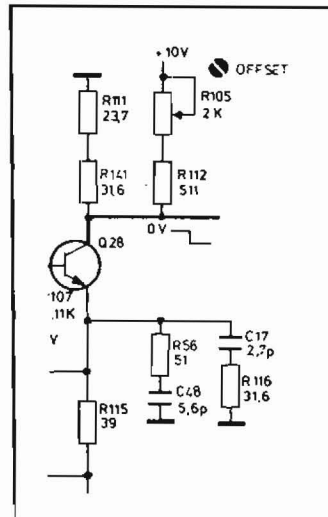 +10V
OFFSET
R111
23,7
R105
2K
R141
31,6
R112
511
0V
Q28
107
11K
Y
R56
51
C17
2,7p
C48
5,6p
R116
31,6
R115
39